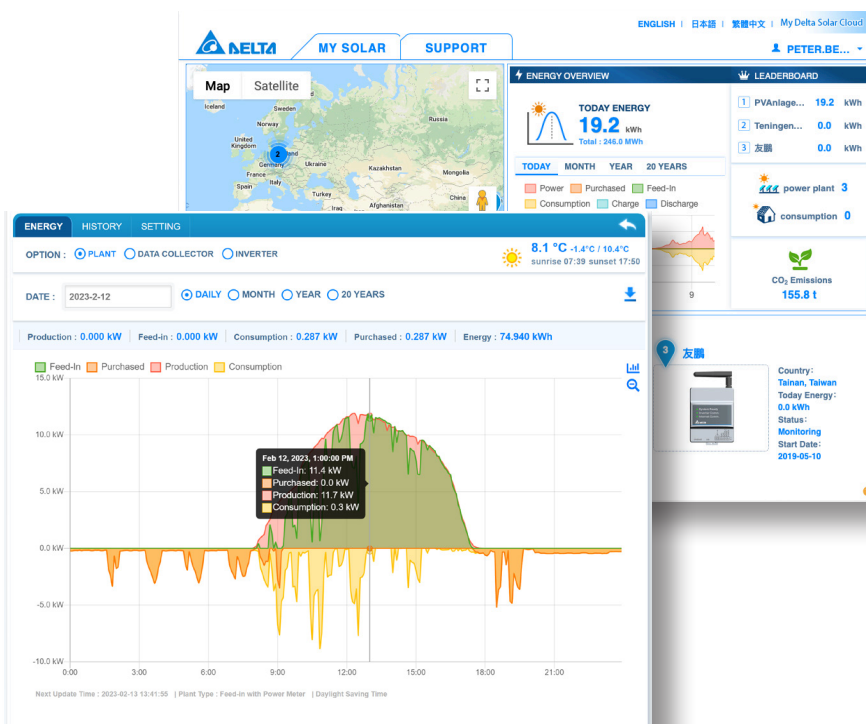 ENGLISH | 日本語 | 繁體中文 | My Delta Solar Cloud
DELTA
MY SOLAR
SUPPORT
PETER.BE...
Map
Satellite
Iceland
Sweden
Norway
Russia
United
Kingdom
2
Germany
Ukraine
France
Kazakhstan
Mongolia
Spain
Italy
Turkey
China
Iraq
Afghanistan
ENERGY OVERVIEW
TODAY ENERGY
19.2 kWh
Total : 246.0 MWh
TODAY MONTH YEAR 20 YEARS
Power Purchased Feed-In
Consumption Charge Discharge
9
LEADERBOARD
1 PVAnlage... 19.2 kWh
2 Teningen... 0.0 kWh
3 友鵬 0.0 kWh
power plant 3
consumption 0
CO₂ Emissions
155.8 t
3 友鵬
Country:
Tainan, Taiwan
Today Energy:
0.0 kWh
Status:
Monitoring
Start Date:
2019-05-10
ENERGY HISTORY SETTING
OPTION : PLANT DATA COLLECTOR INVERTER
8.1 °C -1.4°C / 10.4°C
sunrise 07:39 sunset 17:50
DATE : 2023-2-12 DAILY MONTH YEAR 20 YEARS
Production : 0.000 kW Feed-in : 0.000 kW Consumption : 0.287 kW Purchased : 0.287 kW Energy : 74.940 kWh
Feed-In Purchased Production Consumption
15.0 kW
10.0 kW
5.0 kW
0.0 kW
-5.0 kW
-10.0 kW
Feb 12, 2023, 1:00:00 PM
Feed-In: 11.4 kW
Purchased: 0.0 kW
Production: 11.7 kW
Consumption: 0.3 kW
0:00 3:00 6:00 9:00 12:00 15:00 18:00 21:00
Next Update Time : 2023-02-13 13:41:55 | Plant Type : Feed-in with Power Meter | Daylight Saving Time